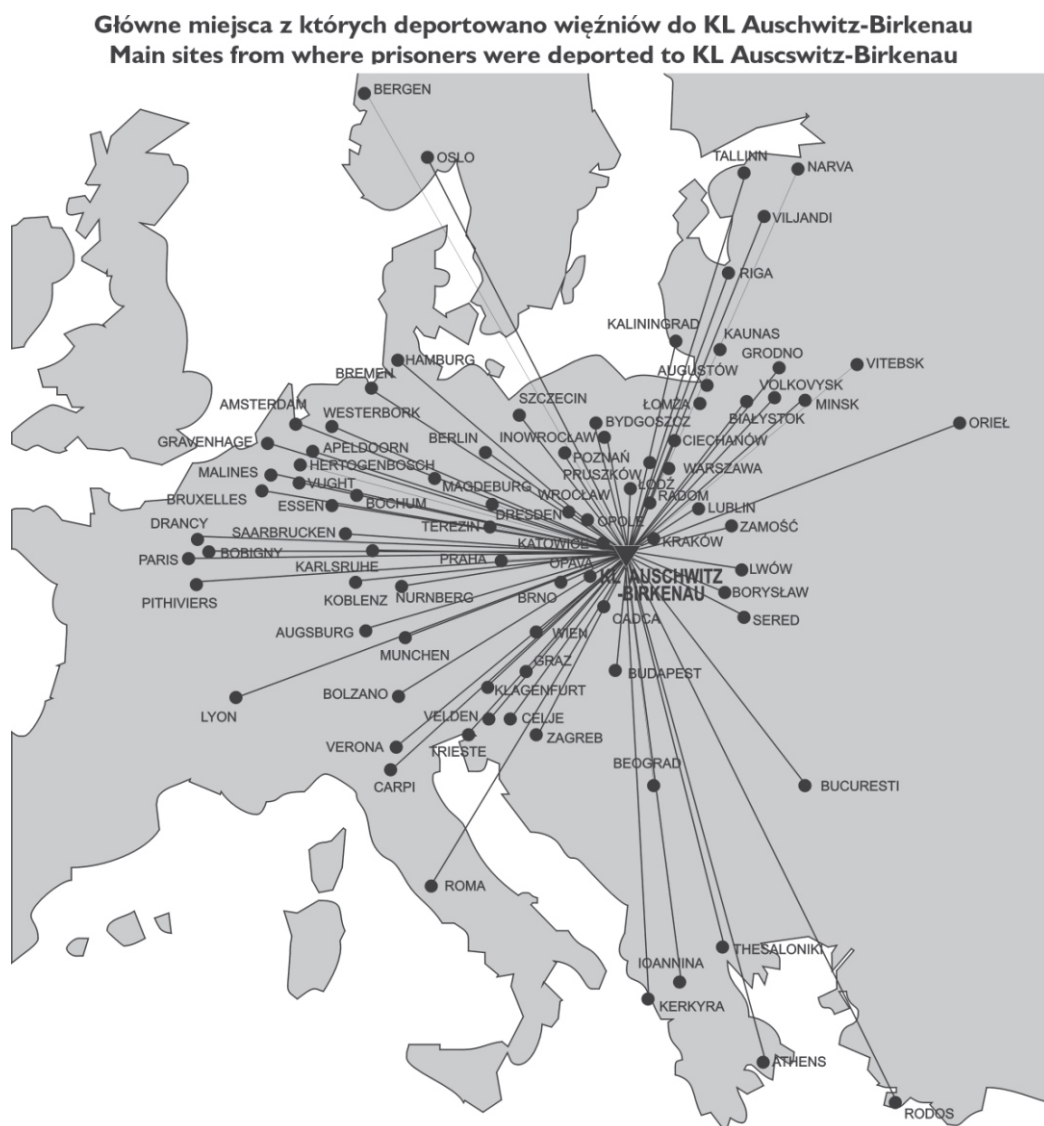 Główne miejsca z których deportowano więźniów do KL Auschwitz-Birkenau
Main sites from where prisoners were deported to KL Auscswitz-Birkenau
BERGEN
OSLO
TALLINN
NARVA
VILJANDI
RIGA
KALININGRAD
KAUNAS
HAMBURG
GRODNO
VITEBSK
BREMEN
AUGUSTÓW
VOLKOVYSK
SZCZECIN
ŁOMŻA
MINSK
AMSTERDAM
WESTERBORK
BIAŁYSTOK
BYDGOSZCZ
ORIEŁ
GRAVENHAGE
BERLIN
INOWROCŁAW
CIECHANÓW
APELDOORN
POZNAŃ
HERTOGENBOSCH
WARSZAWA
MALINES
PRUSZKÓW
VUGHT
MAGDEBURG
ŁÓDŹ
BRUXELLES
BOCHUM
WROCŁAW
RADOM
ESSEN
LUBLIN
DRESDEN
DRANCY
OPOLE
TEREZIN
ZAMOŚĆ
SAARBRUCKEN
KATOWICE
KRAKÓW
BOBIGNY
PARIS
PRAHA
KARLSRUHE
OPAVA
LWÓW
KL AUSCHWITZ
-BIRKENAU
PITHIVIERS
KOBLENZ
NURNBERG
BRNO
BORYSŁAW
CADCA
SERED
AUGSBURG
WIEN
MUNCHEN
GRAZ
BUDAPEST
BOLZANO
KLAGENFURT
LYON
VELDEN
CELJE
ZAGREB
VERONA
TRIESTE
BEOGRAD
CARPI
BUCURESTI
ROMA
THESALONIKI
IOANNINA
KERKYRA
ATHENS
RODOS